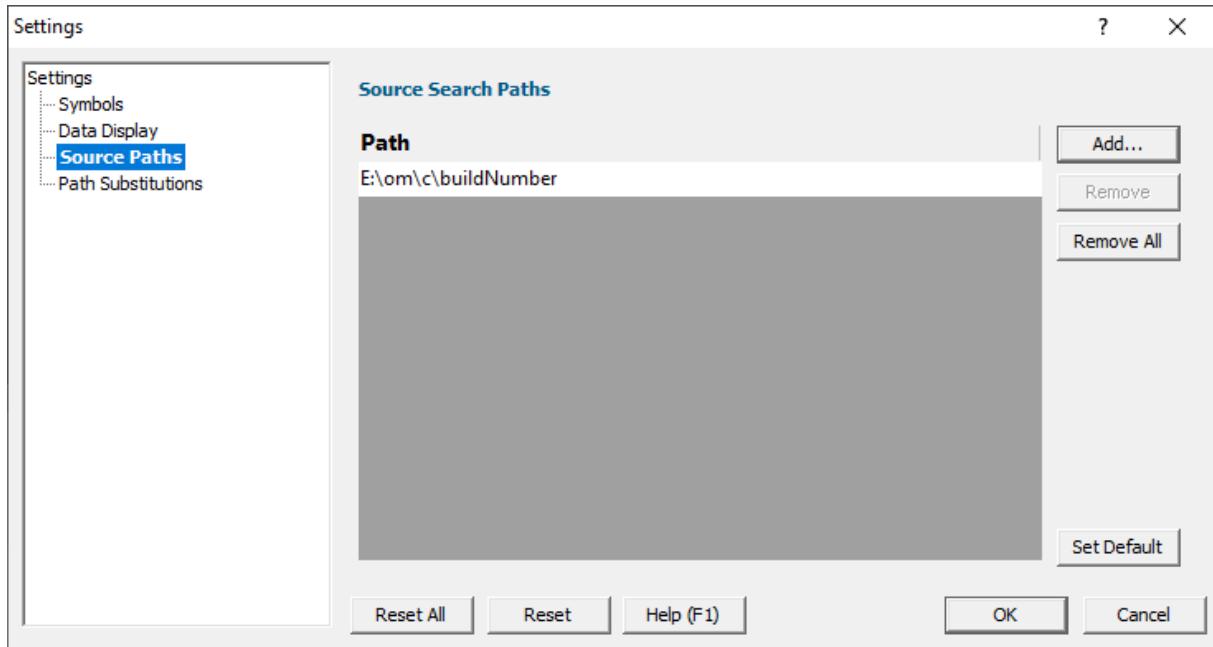 Settings
?
Settings
Symbols
Data Display
Source Paths
Path Substitutions
Source Search Paths
Path
E:\om\c\buildNumber
Add...
Remove
Remove All
Set Default
Reset All
Reset
Help (F1)
OK
Cancel